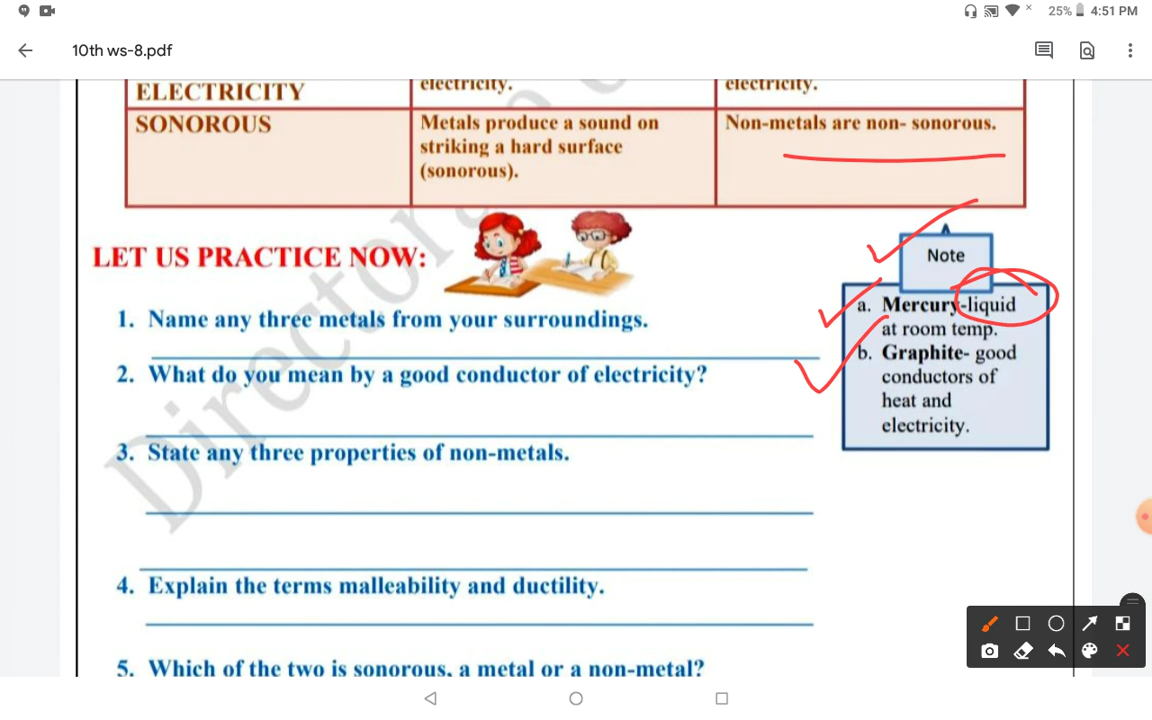 25% 4:51 PM
10th ws-8.pdf
ELECTRICITY electricity. electricity.
SONOROUS
Metals produce a sound on
striking a hard surface
(sonorous).
Non-metals are non- sonorous.
LET US PRACTICE NOW:
1. Name any three metals from your surroundings.
2. What do you mean by a good conductor of electricity?
3. State any three properties of non-metals.
4. Explain the terms malleability and ductility.
5. Which of the two is sonorous, a metal or a non-metal?
Note
a. Mercury-liquid
at room temp.
b. Graphite- good
conductors of
heat and
electricity.